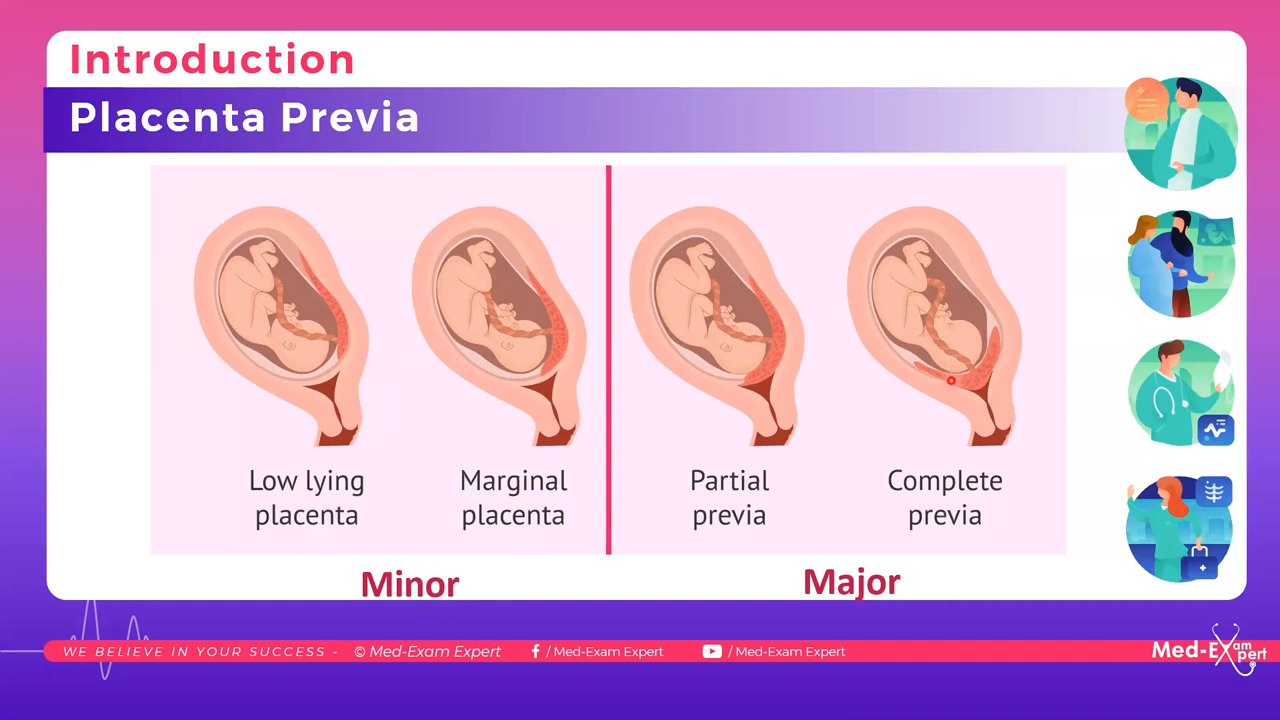 Introduction
Placenta Previa
Low lying
placenta
Marginal
placenta
Partial
previa
Complete
previa
Minor
Major
WE BELIEVE IN YOUR SUCCESS - © Med-Exam Expert / Med-Exam Expert / Med-Exam Expert
Med-Exam Expert